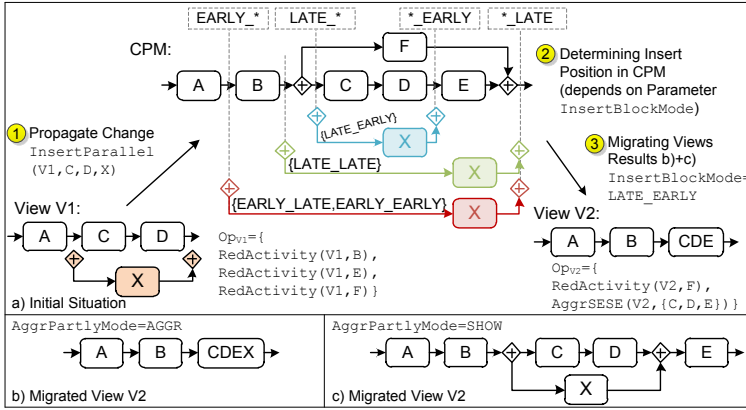 EARLY_* LATE_* *_EARLY *_LATE
CPM:
F
A B C D E
{LATE_EARLY}
X
{LATE_LATE}
X
{EARLY_LATE,EARLY_EARLY}
X
1 Propagate Change
InsertParallel
(V1,C,D,X)
2 Determining Insert
Position in CPM
(depends on Parameter
InsertBlockMode)
3 Migrating Views
Results b)+c)
InsertBlockMode=
LATE_EARLY
View V1:
A C D
X
OpV1={
RedActivity(V1,B),
RedActivity(V1,E),
RedActivity(V1,F)}
View V2:
A B CDE
OpV2={
RedActivity(V2,F),
AggrSESE(V2,{C,D,E})}
a) Initial Situation
AggrPartlyMode=AGGR
A B CDEX
b) Migrated View V2
AggrPartlyMode=SHOW
A B C D E
X
c) Migrated View V2